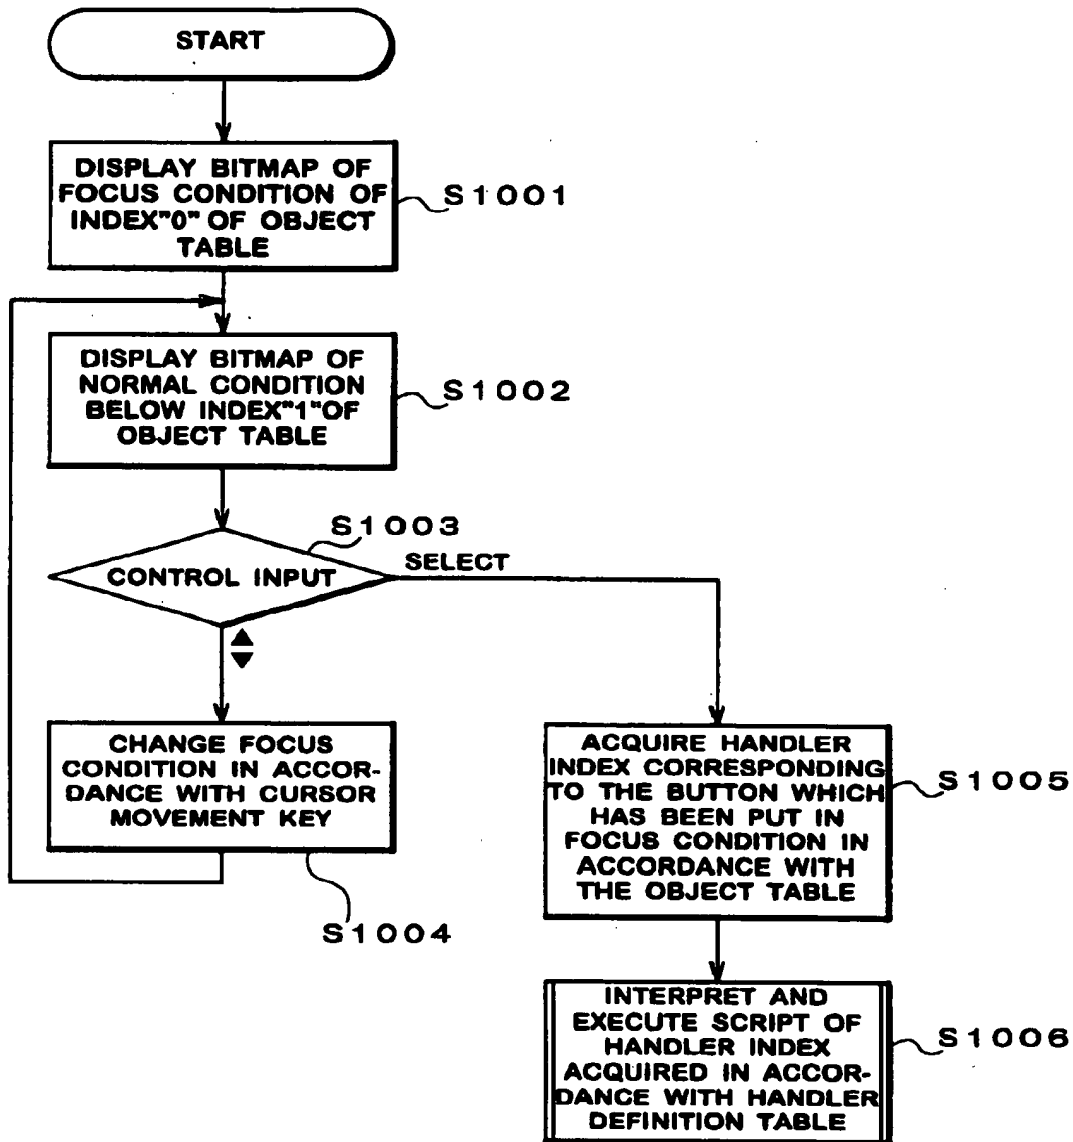 START
DISPLAY BITMAP OF
FOCUS CONDITION OF
INDEX"0" OF OBJECT
TABLE
S1001
DISPLAY BITMAP OF
NORMAL CONDITION
BELOW INDEX"1"OF
OBJECT TABLE
S1002
S1003
CONTROL INPUT
SELECT
▲
▼
CHANGE FOCUS
CONDITION IN ACCOR-
DANCE WITH CURSOR
MOVEMENT KEY
S1004
ACQUIRE HANDLER
INDEX CORRESPONDING
TO THE BUTTON WHICH
HAS BEEN PUT IN
FOCUS CONDITION IN
ACCORDANCE WITH
THE OBJECT TABLE
S1005
INTERPRET AND
EXECUTE SCRIPT OF
HANDLER INDEX
ACQUIRED IN ACCOR-
DANCE WITH HANDLER
DEFINITION TABLE
S1006